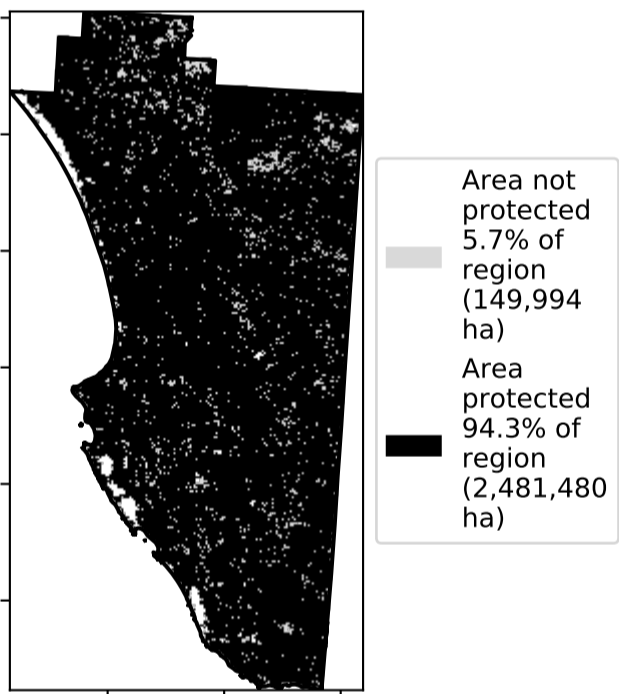 Area not
protected
5.7% of
region
(149,994
ha)
Area
protected
94.3% of
region
(2,481,480
ha)